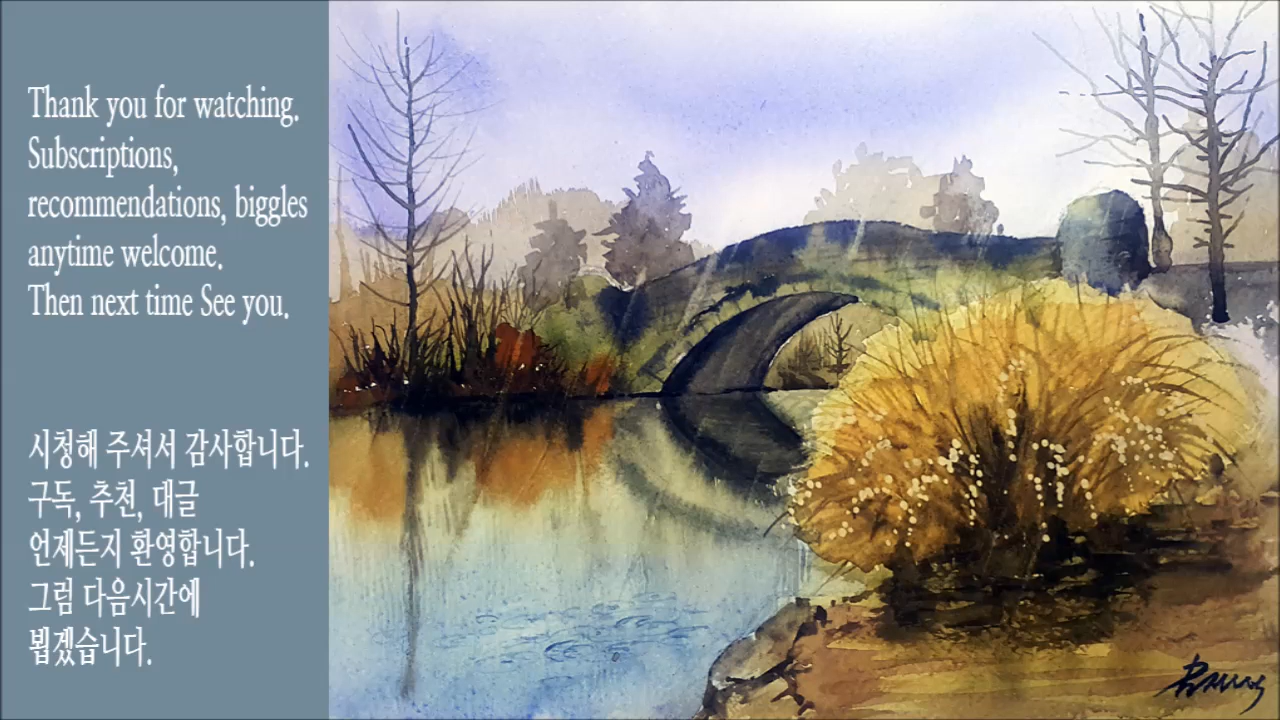 Thank you for watching.
Subscriptions,
recommendations, biggles
anytime welcome.
Then next time See you.
시청해 주셔서 감사합니다.
구독, 추천, 대글
언제든지 환영합니다.
그럼 다음시간에
뵙겠습니다.